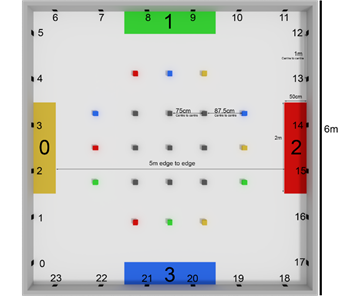 6 7 8 9 10 11
1
5 12
1m
Centre to centre
4 13
50cm
75cm 87.5cm
Centre to centre Centre to centre
3 14
2m
6m
0 2
5m edge to edge
2 15
1 16
0 17
3
23 22 21 20 19 18